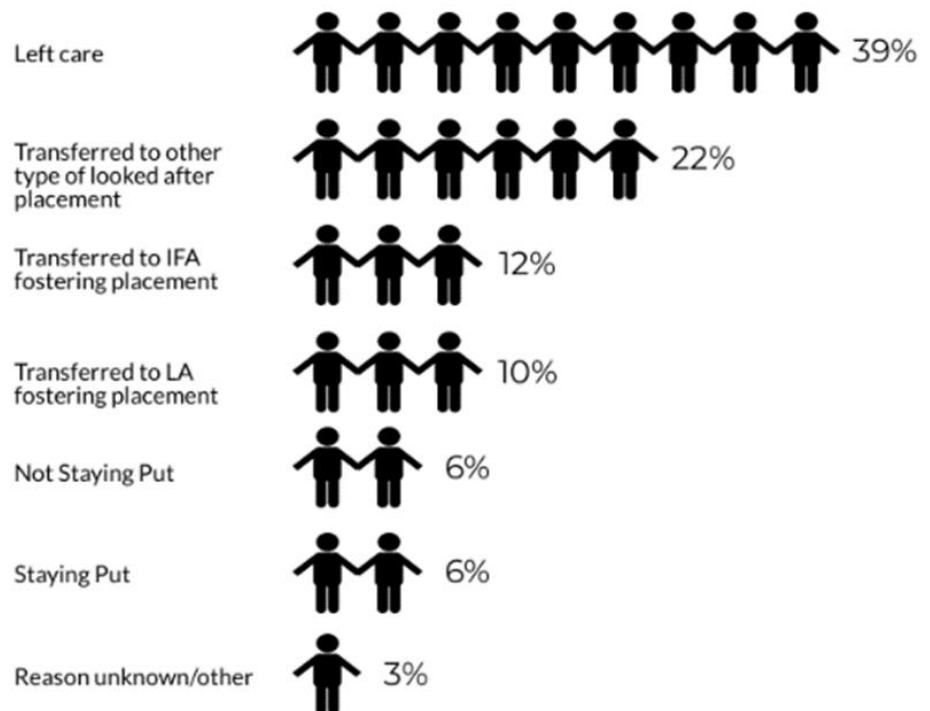 Left care
39%
Transferred to other
type of looked after
placement
22%
Transferred to IFA
fostering placement
12%
Transferred to LA
fostering placement
10%
Not Staying Put
6%
Staying Put
6%
Reason unknown/other
3%